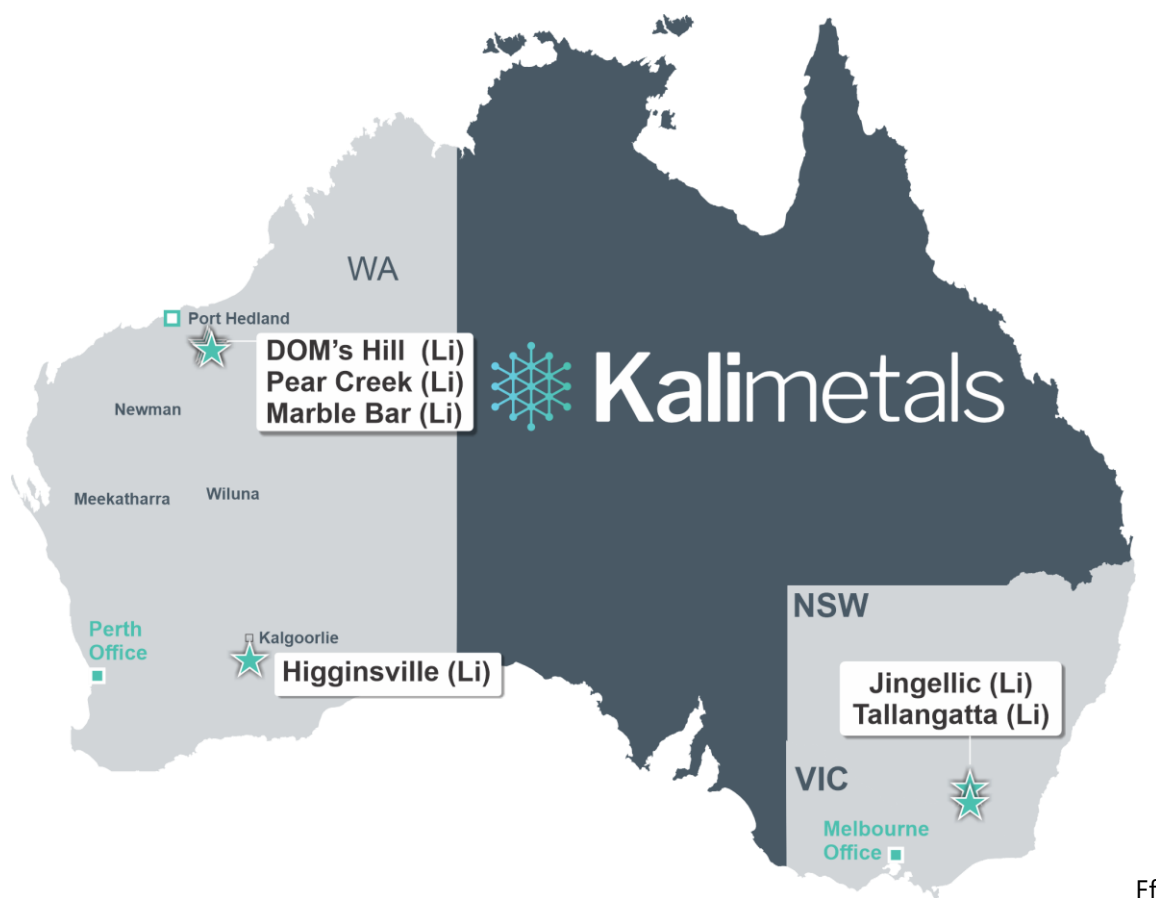 WA
Port Hedland
DOM's Hill (Li)
Pear Creek (Li)
Marble Bar (Li)
Kalimetals
Newman
Meekatharra
Wiluna
NSW
Perth
Office
Kalgoorlie
Higginsville (Li)
Jingellic (Li)
Tallangatta (Li)
VIC
Melbourne
Office
Ff